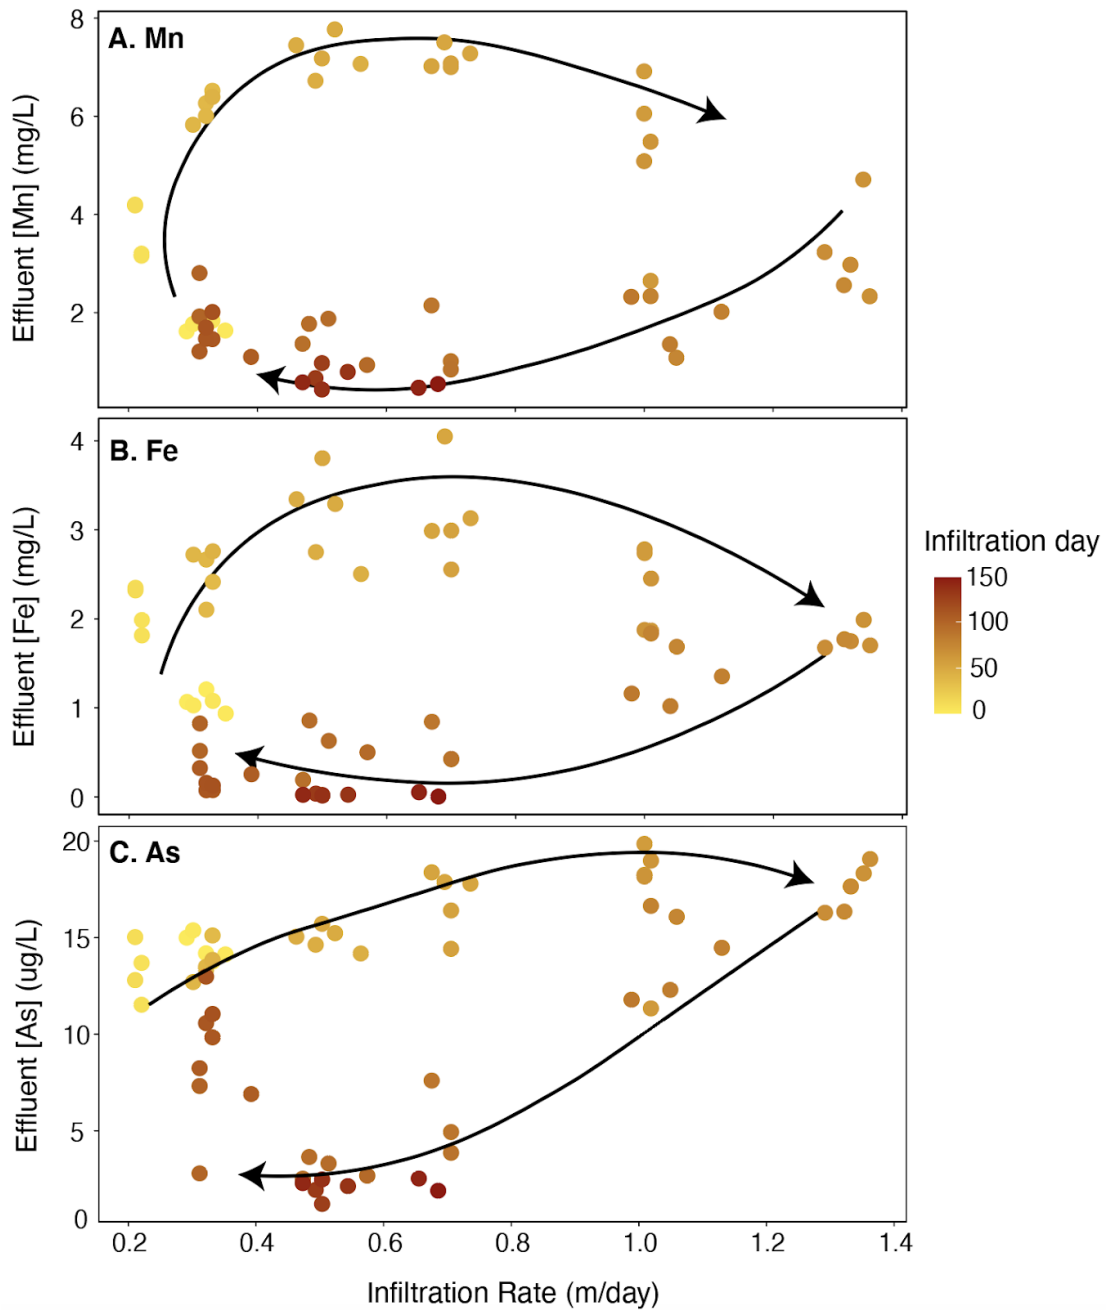 A. Mn
8
6
4
2
Effluent [Mn] (mg/L)
B. Fe
4
3
2
1
0
Effluent [Fe] (mg/L)
Infiltration day
150
100
50
0
C. As
20
15
10
5
0
Effluent [As] (ug/L)
0.2 0.4 0.6 0.8 1.0 1.2 1.4
Infiltration Rate (m/day)